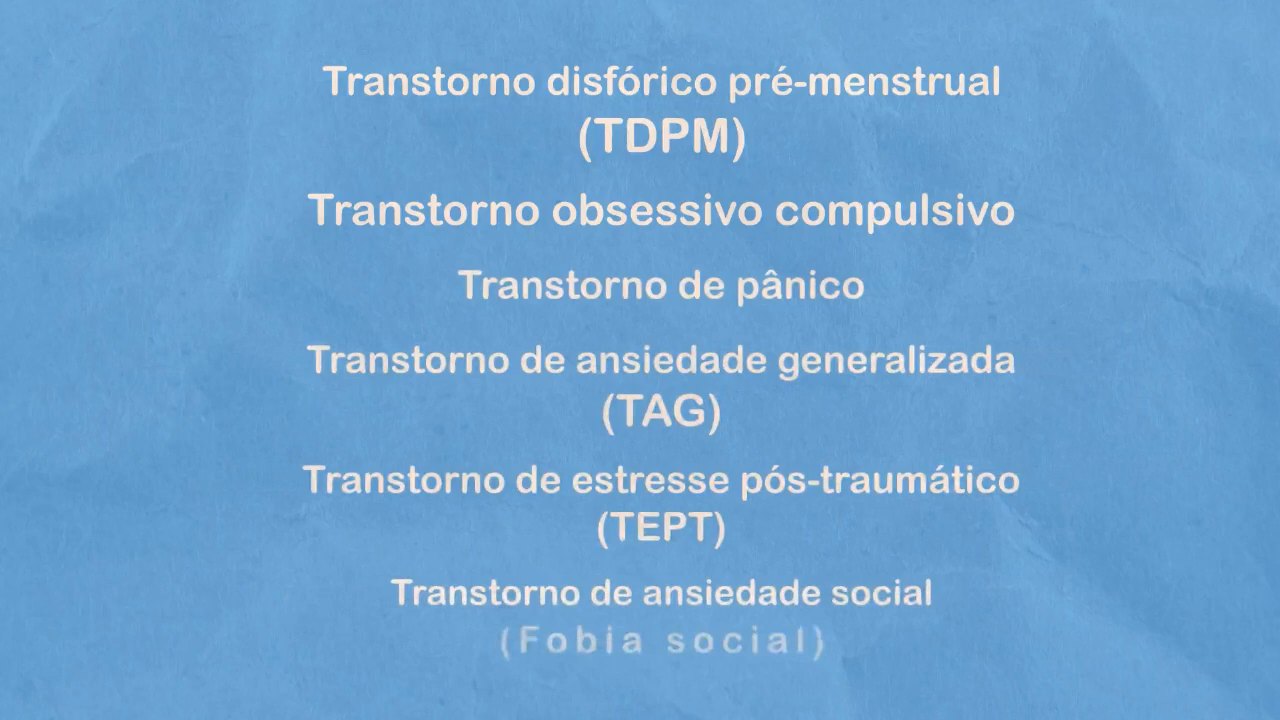 Transtorno disfórico pré-menstrual
(TDPM)
Transtorno obsessivo compulsivo
Transtorno de pânico
Transtorno de ansiedade generalizada
(TAG)
Transtorno de estresse pós-traumático
(TEPT)
Transtorno de ansiedade social
(Fobia social)